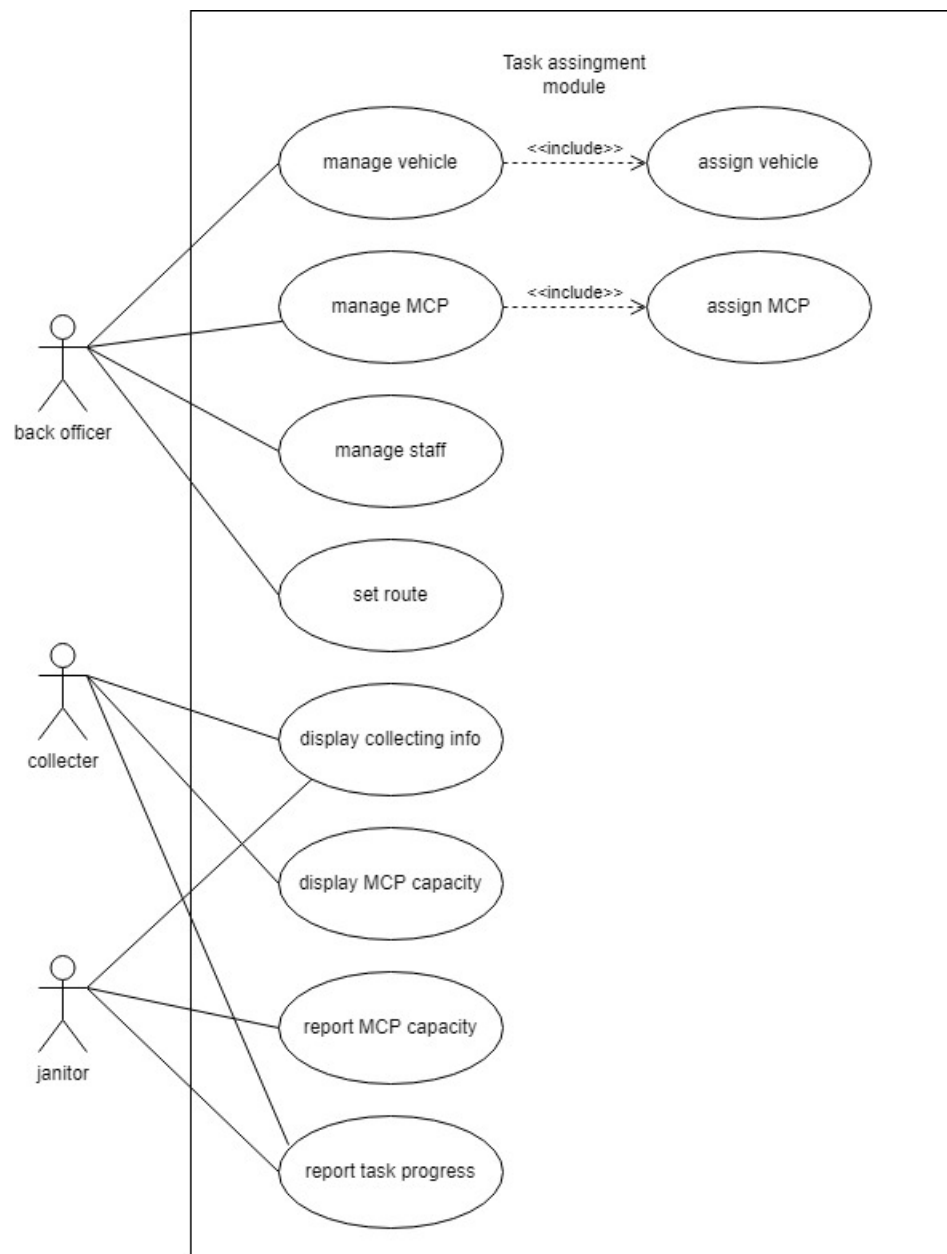 Task assingment
module
manage vehicle
<<include>>
assign vehicle
manage MCP
<<include>>
assign MCP
back officer
manage staff
set route
display collecting info
collecter
display MCP capacity
report MCP capacity
janitor
report task progress